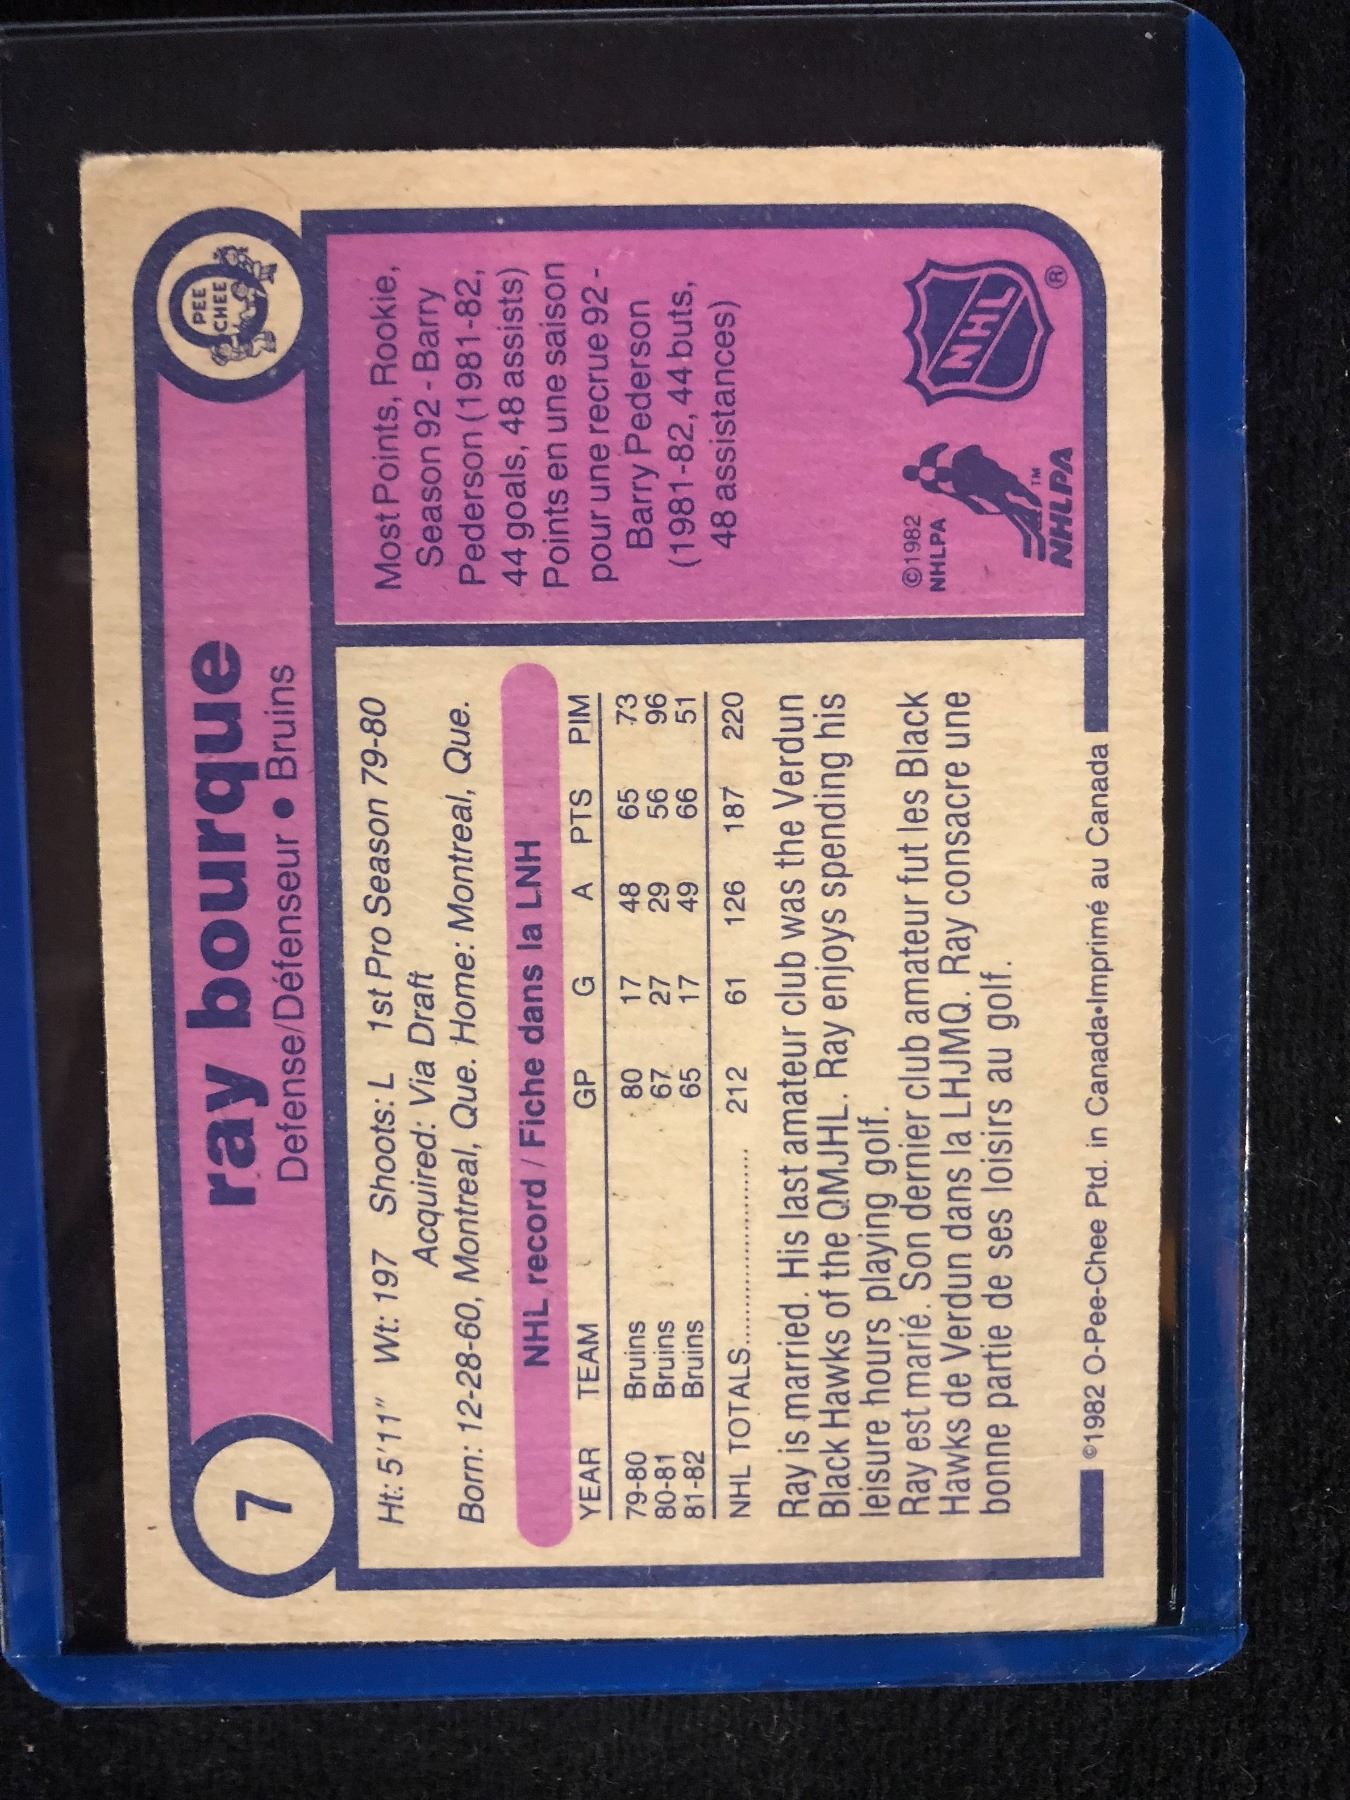 7
ray bourque
Defense/Défenseur • Bruins
O PEE CHEE
Ht: 5'11" Wt: 197 Shoots: L 1st Pro Season 79-80
Acquired: Via Draft
Born: 12-28-60, Montreal, Que. Home: Montreal, Que.
NHL record / Fiche dans la LNH
YEAR TEAM GP G A PTS PIM
79-80 Bruins 80 17 48 65 73
80-81 Bruins 67 27 29 56 96
81-82 Bruins 65 17 49 66 51
NHL TOTALS.................... 212 61 126 187 220
Ray is married. His last amateur club was the Verdun
Black Hawks of the QMJHL. Ray enjoys spending his
leisure hours playing golf.
Ray est marié. Son dernier club amateur fut les Black
Hawks de Verdun dans la LHJMQ. Ray consacre une
bonne partie de ses loisirs au golf.
Most Points, Rookie,
Season 92 - Barry
Pederson (1981-82,
44 goals, 48 assists)
Points en une saison
pour une recrue 92 -
Barry Pederson
(1981-82, 44 buts,
48 assistances)
©1982
NHLPA
TM
NHLPA
NHL
®
©1982 O-Pee-Chee Ptd. in Canada•Imprimé au Canada